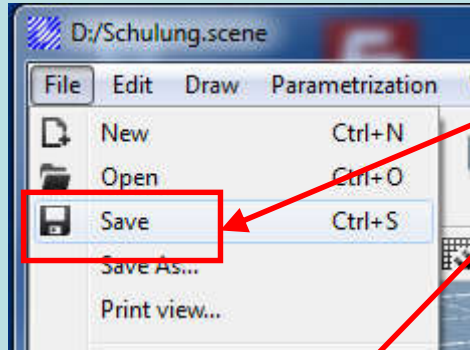 D:/Schulung.scene
File Edit Draw Parametrization
New Ctrl+N
Open Ctrl+O
Save Ctrl+S
Save As...
Print view...